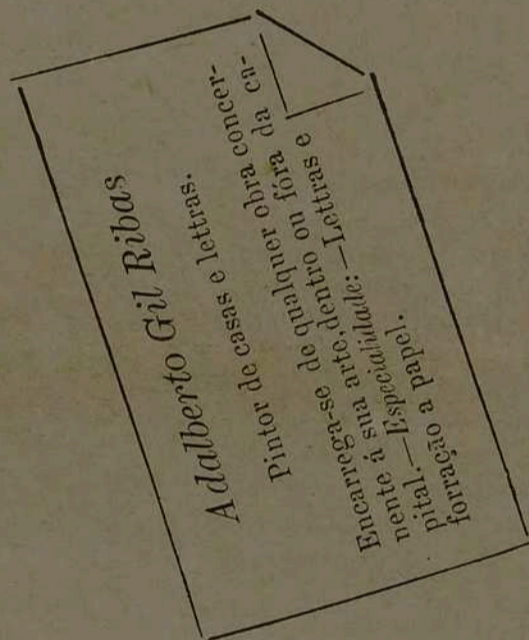 Adalberto Gil Ribas
Pintor de casas e lettras.
Encarrega-se de qualquer obra concer-
nente á sua arte, dentro ou fóra da ca-
pital.—Especialidade:—Lettras e
forração a papel.